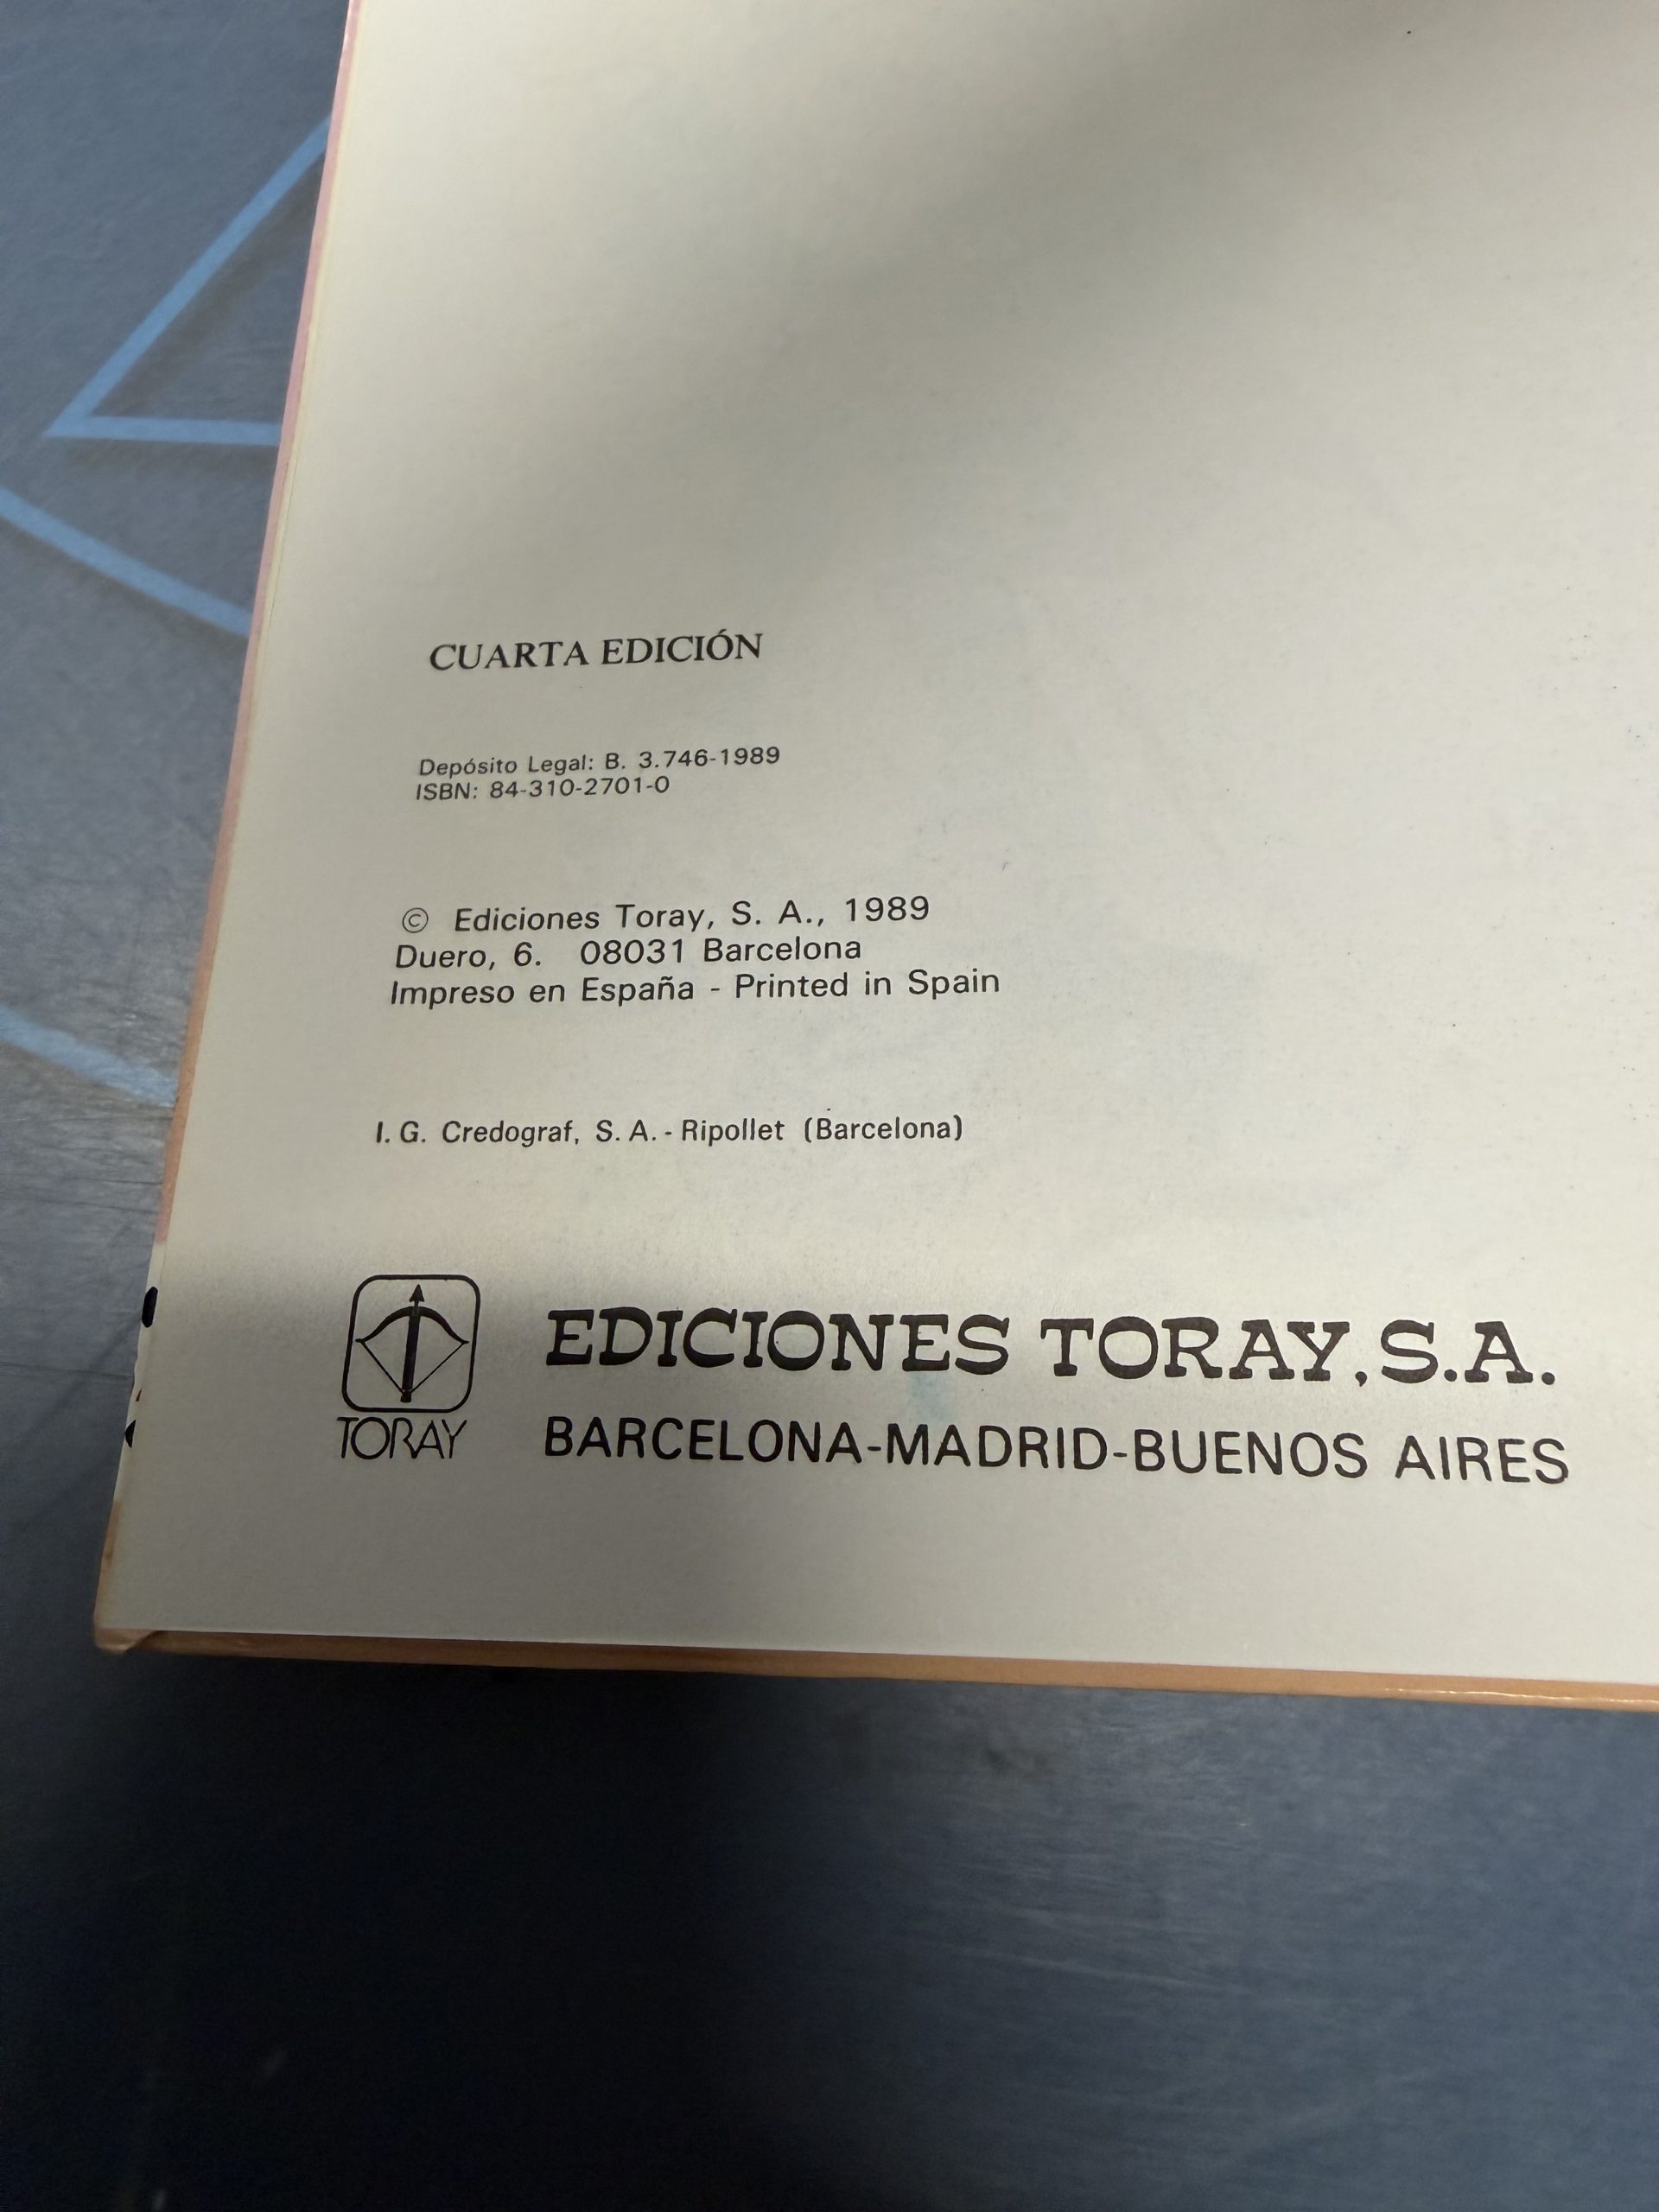 CUARTA EDICIÓN
Depósito Legal: B. 3.746-1989
ISBN: 84-310-2701-0
© Ediciones Toray, S. A., 1989
Duero, 6. 08031 Barcelona
Impreso en España - Printed in Spain
I. G. Credograf, S. A. - Ripollet (Barcelona)
TORAY
EDICIONES TORAY, S.A.
BARCELONA-MADRID-BUENOS AIRES